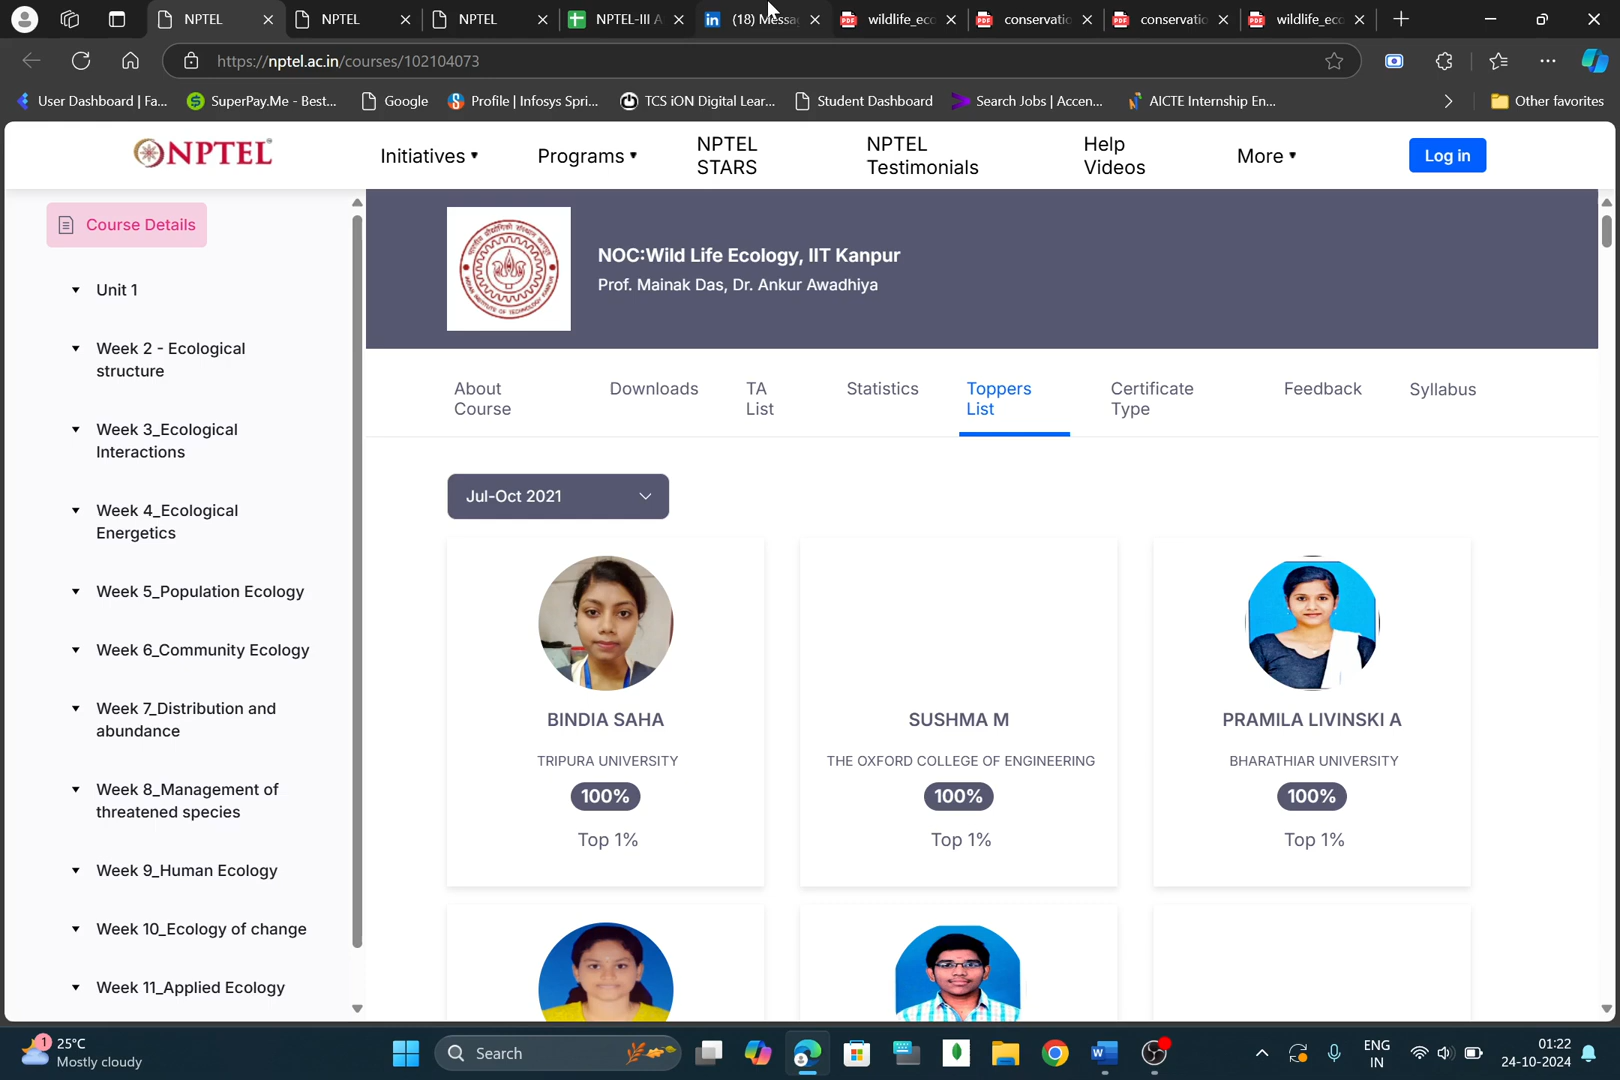 NPTEL
NPTEL
NPTEL
NPTEL-III A
(18) Messa
wildlife_eco
conservatio
conservatio
wildlife_eco
https://nptel.ac.in/courses/102104073
User Dashboard | Fa...
SuperPay.Me - Best...
Google
Profile | Infosys Spri...
TCS iON Digital Lear...
Student Dashboard
Search Jobs | Accen...
AICTE Internship En...
Other favorites
NPTEL
Initiatives
Programs
NPTEL
STARS
NPTEL
Testimonials
Help
Videos
More
Log in
Course Details
Unit 1
Week 2 - Ecological
structure
Week 3_Ecological
Interactions
Week 4_Ecological
Energetics
Week 5_Population Ecology
Week 6_Community Ecology
Week 7_Distribution and
abundance
Week 8_Management of
threatened species
Week 9_Human Ecology
Week 10_Ecology of change
Week 11_Applied Ecology
NOC:Wild Life Ecology, IIT Kanpur
Prof. Mainak Das, Dr. Ankur Awadhiya
About
Course
Downloads
TA
List
Statistics
Toppers
List
Certificate
Type
Feedback
Syllabus
Jul-Oct 2021
BINDIA SAHA
TRIPURA UNIVERSITY
100%
Top 1%
SUSHMA M
THE OXFORD COLLEGE OF ENGINEERING
100%
Top 1%
PRAMILA LIVINSKI A
BHARATHIAR UNIVERSITY
100%
Top 1%
1
25°C
Mostly cloudy
Search
ENG
IN
01:22
24-10-2024